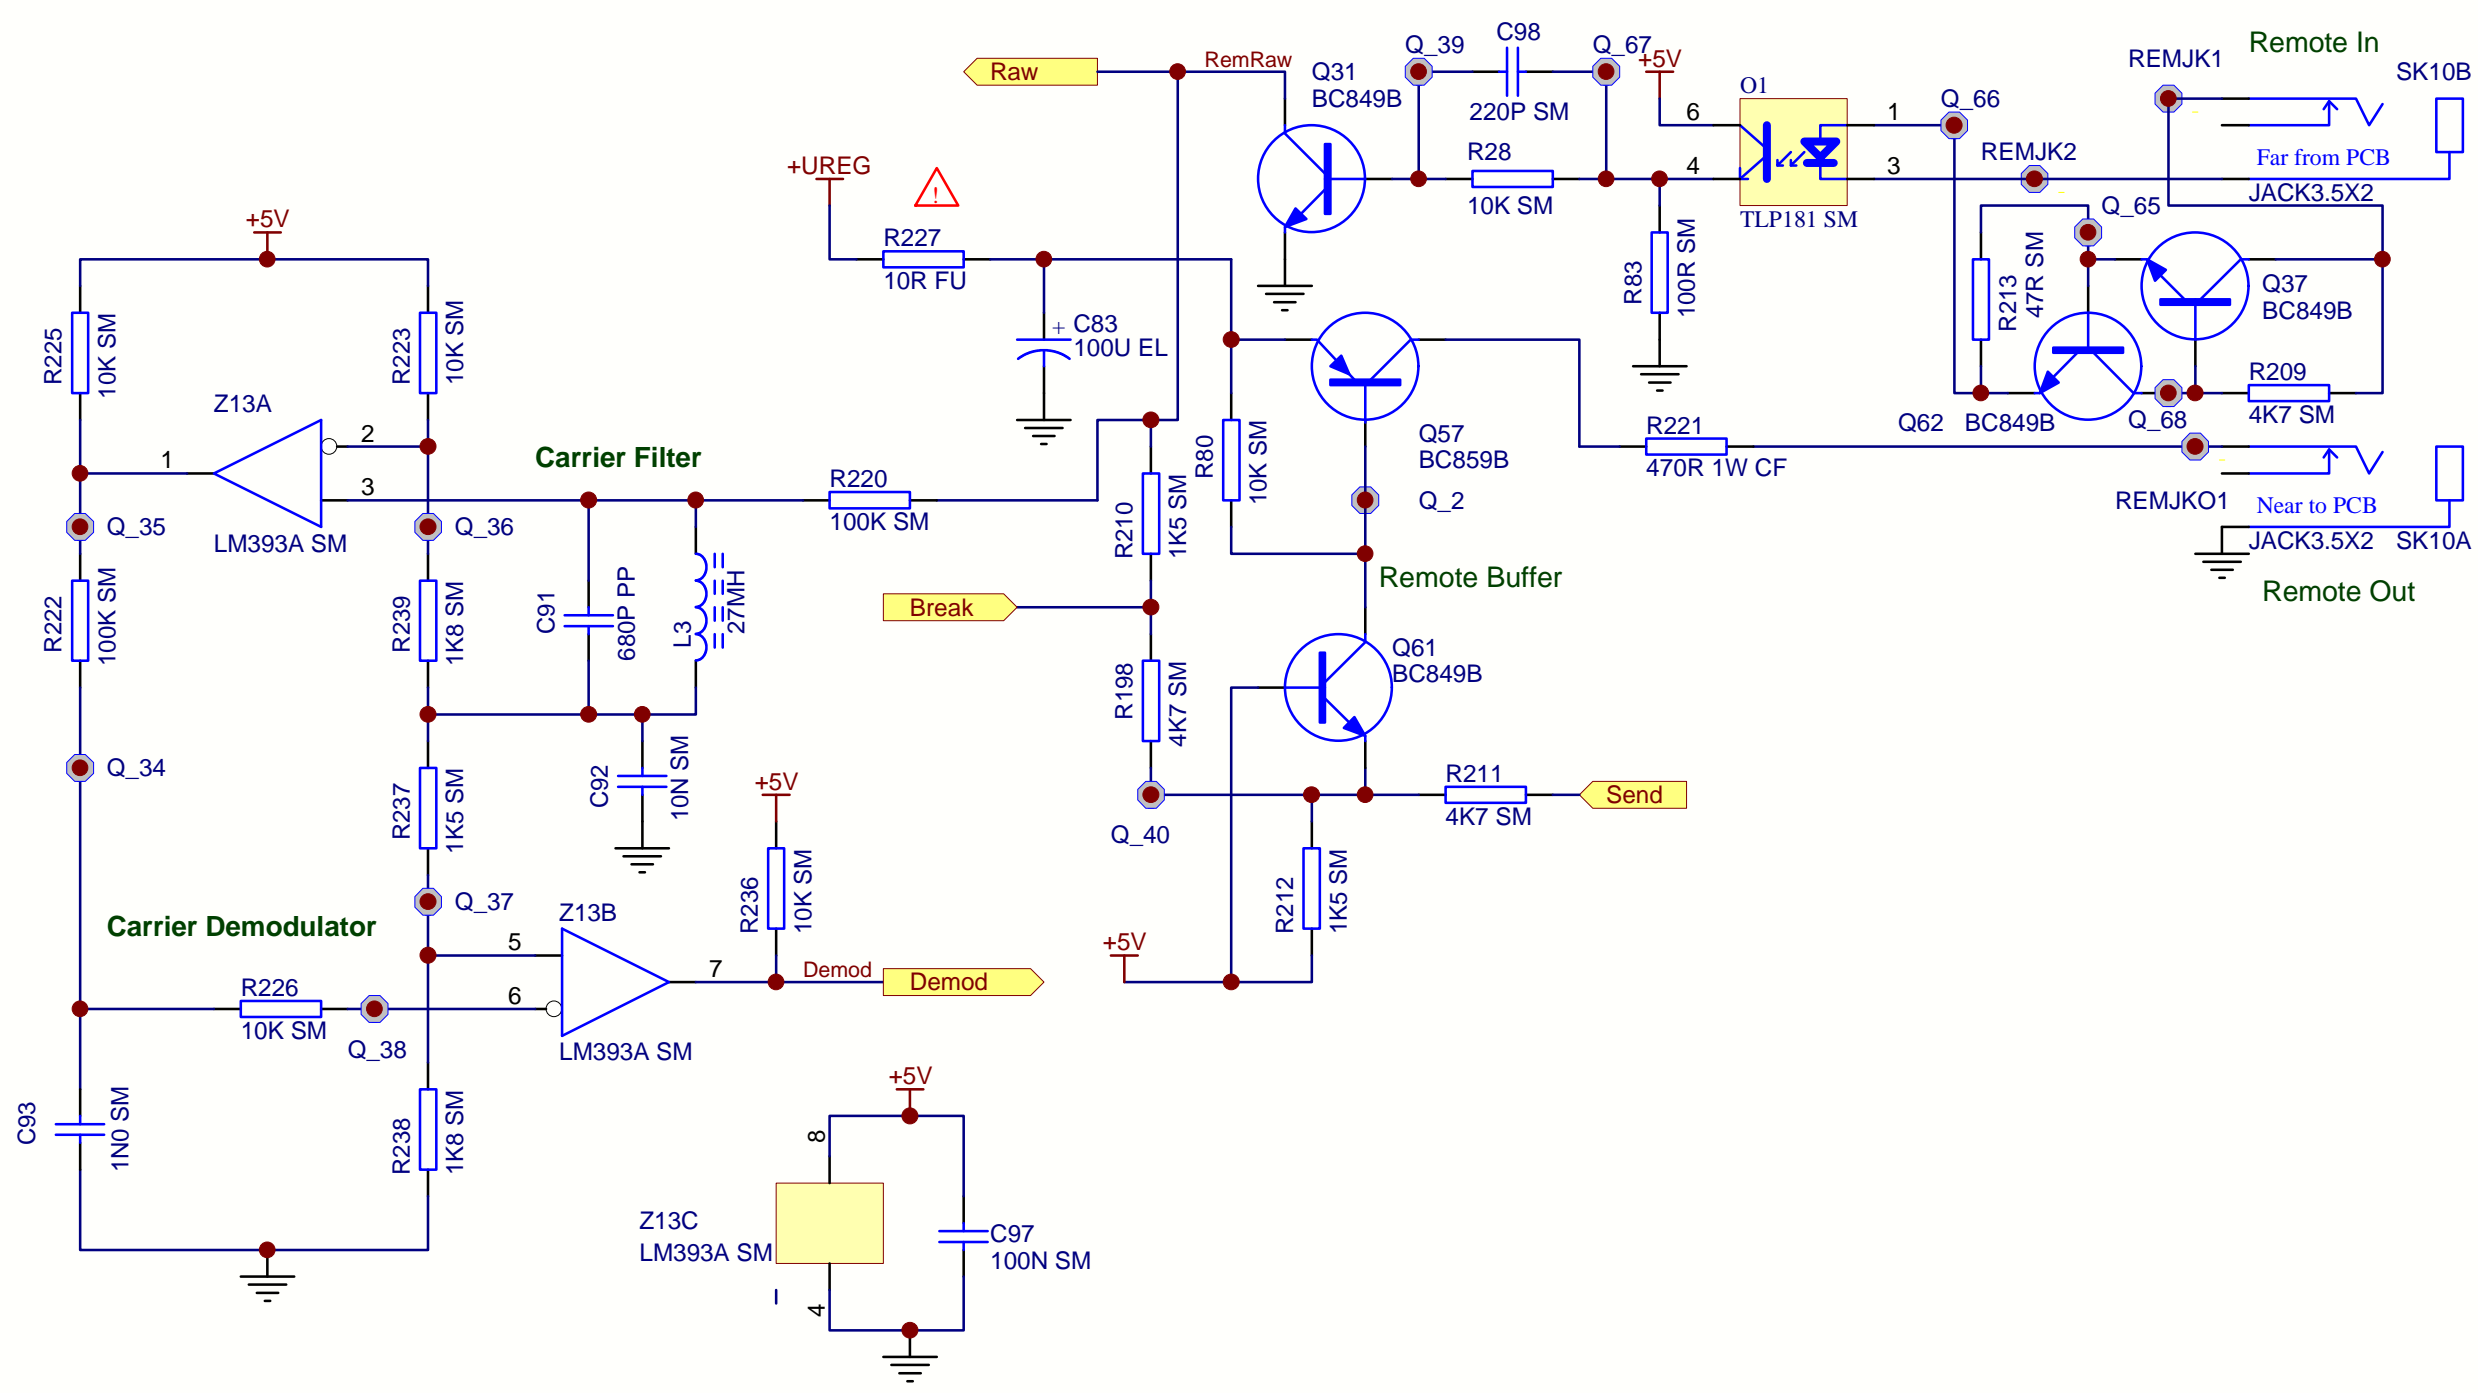 Remote In
C98
Q_39
Q_67
+5V
REMJK1
SK10B
Raw
RemRaw
Q31
BC849B
O1
220P SM
6
1
Q_66
R28
REMJK2
Far from PCB
+UREG
!
4
3
10K SM
JACK3.5X2
TLP181 SM
Q_65
+5V
R227
10R FU
R83
100R SM
R213
47R SM
Q37
BC849B
+ C83
100U EL
R225
10K SM
R223
10K SM
R209
4K7 SM
Z13A
2
1
3
LM393A SM
Carrier Filter
R220
100K SM
R80
10K SM
Q57
BC859B
R221
470R 1W CF
Q62 BC849B
Q_68
REMJKO1
Near to PCB
JACK3.5X2 SK10A
Remote Out
Q_35
Q_36
R210
1K5 SM
Q_2
Remote Buffer
R222
100K SM
R239
1K8 SM
C91
680P PP
L3
27MH
Break
R198
4K7 SM
Q61
BC849B
Q_34
R237
1K5 SM
C92
10N SM
+5V
Q_40
R211
4K7 SM
Send
R236
10K SM
R212
1K5 SM
Q_37
Z13B
Carrier Demodulator
5
7
6
Demod
Demod
+5V
R226
10K SM
Q_38
LM393A SM
C93
1N0 SM
R238
1K8 SM
+5V
8
Z13C
LM393A SM
C97
100N SM
4